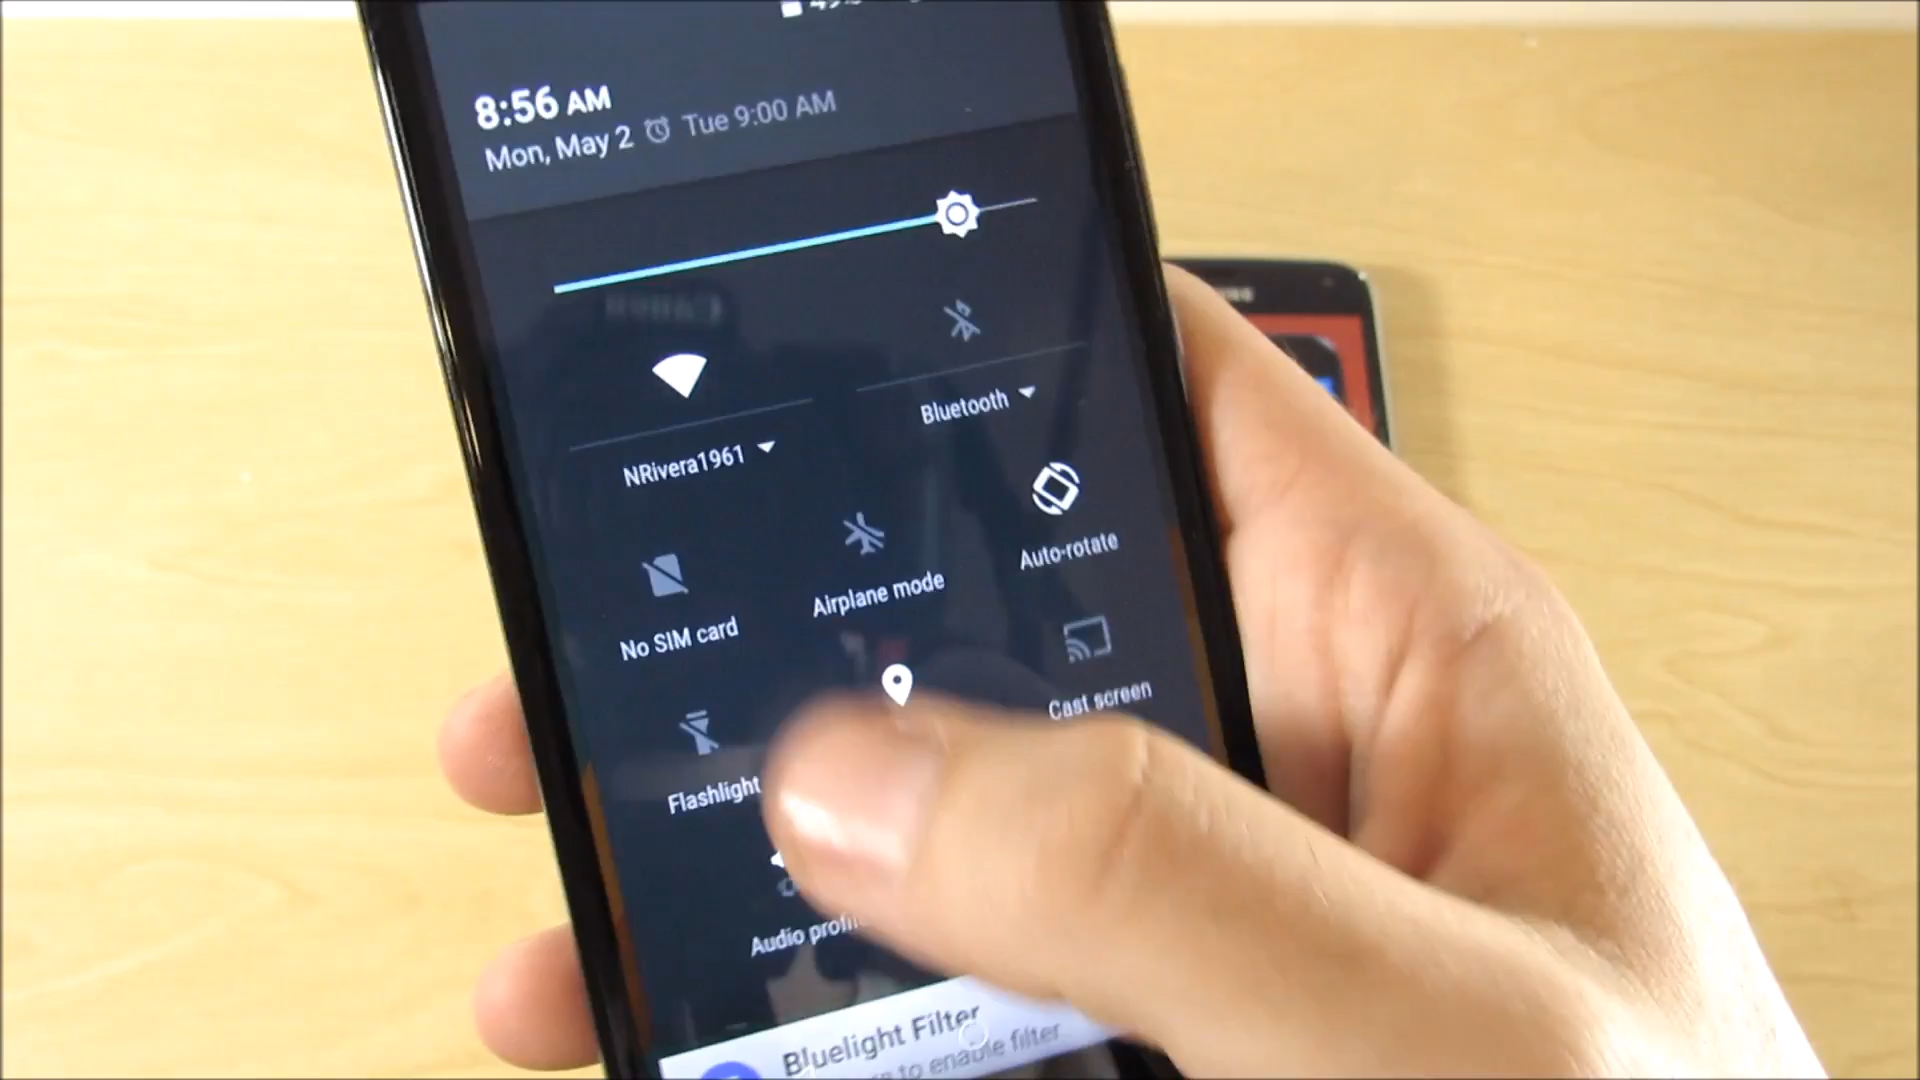 8:56 AM
Mon, May 2 Tue 9:00 AM
Bluetooth
NRivera1961
Auto-rotate
Airplane mode
No SIM card
Cast screen
Flashlight
Audio
Bluelight Filter
to enable filter